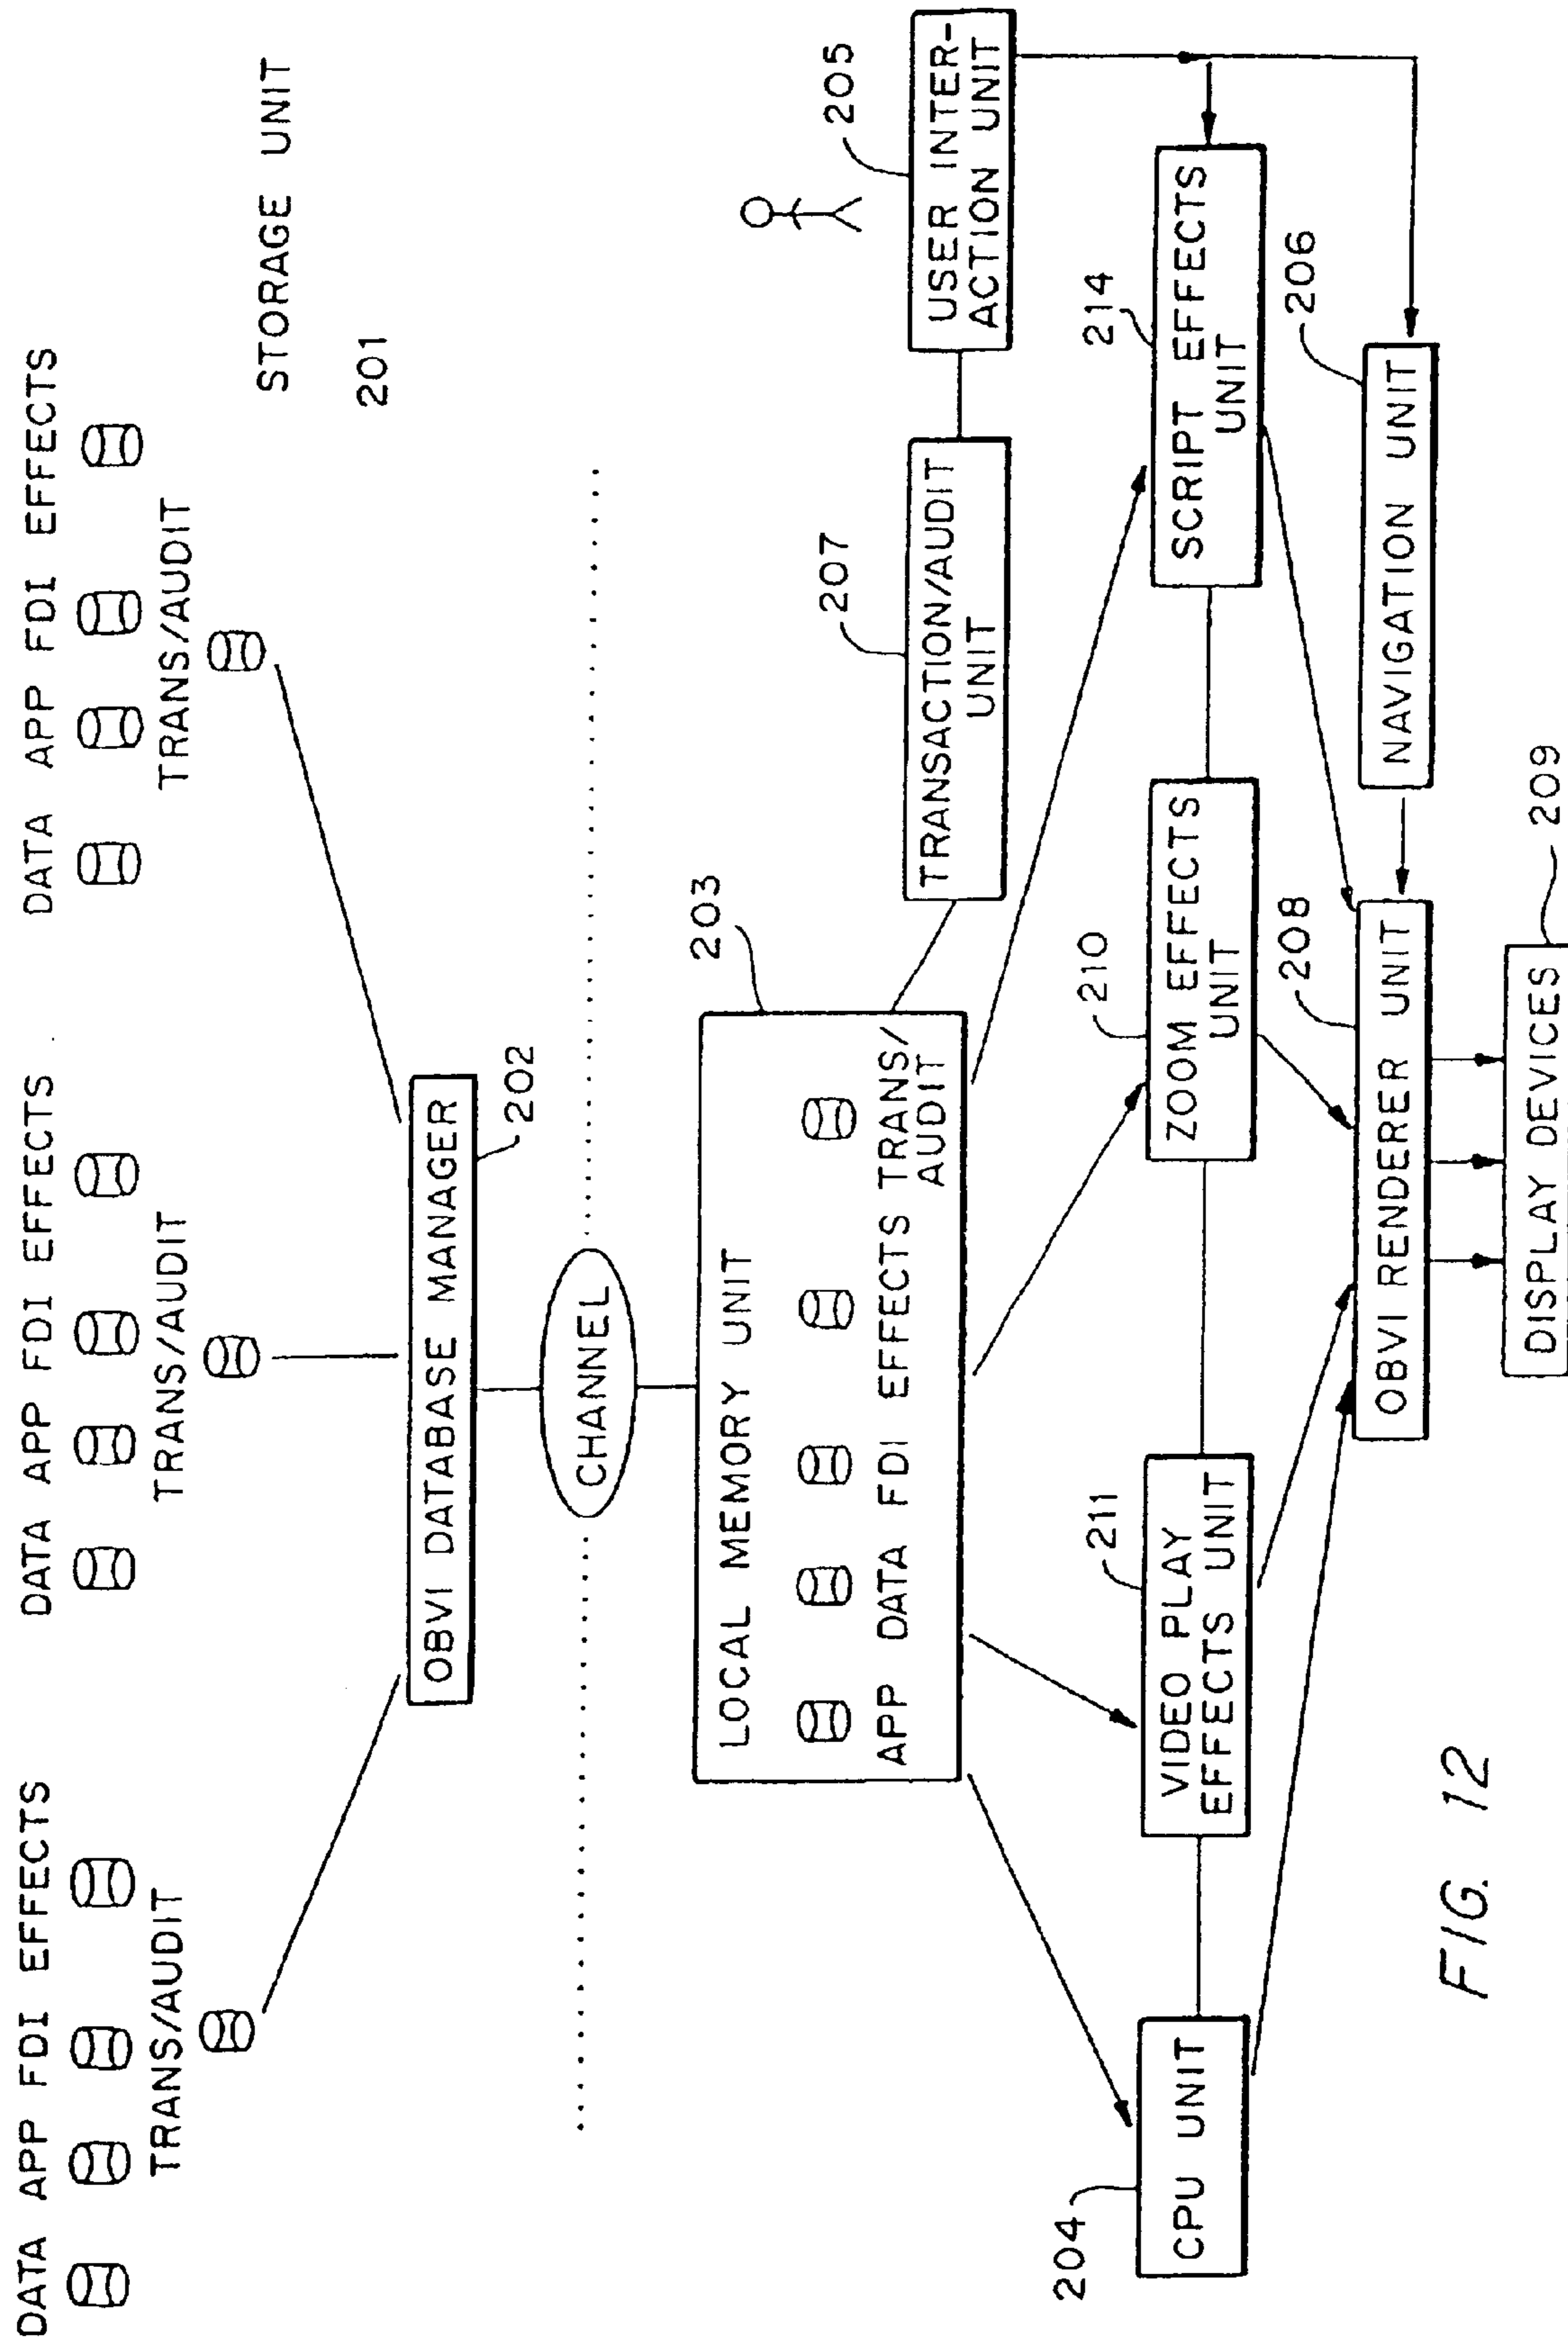 DATA APP FDI EFFECTS
TRANS/AUDIT
DATA APP FDI EFFECTS
TRANS/AUDIT
DATA APP FDI EFFECTS
TRANS/AUDIT
STORAGE UNIT
201
OBVI DATABASE MANAGER
202
CHANNEL
203
LOCAL MEMORY UNIT
APP DATA FDI EFFECTS TRANS/
AUDIT
207
TRANSACTION/AUDIT
UNIT
205
USER INTER-
ACTION UNIT
204
CPU UNIT
211
VIDEO PLAY
EFFECTS UNIT
210
ZOOM EFFECTS
UNIT
214
SCRIPT EFFECTS
UNIT
208
OBVI RENDERER UNIT
206
NAVIGATION UNIT
209
DISPLAY DEVICES
FIG. 12